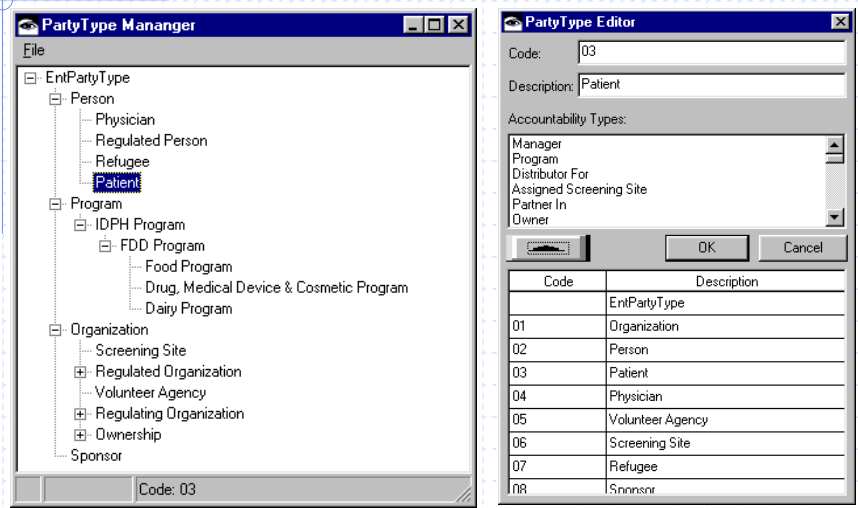 PartyType Mananger
File
EntPartyType
Person
Physician
Regulated Person
Refugee
Patient
Program
IDPH Program
FDD Program
Food Program
Drug, Medical Device & Cosmetic Program
Dairy Program
Organization
Screening Site
Regulated Organization
Volunteer Agency
Regulating Organization
Ownership
Sponsor
Code: 03
PartyType Editor
Code: 03
Description: Patient
Accountability Types:
Manager
Program
Distributor For
Assigned Screening Site
Partner In
Owner
OK Cancel
Code Description
EntPartyType
01 Organization
02 Person
03 Patient
04 Physician
05 Volunteer Agency
06 Screening Site
07 Refugee
08 Sponsor